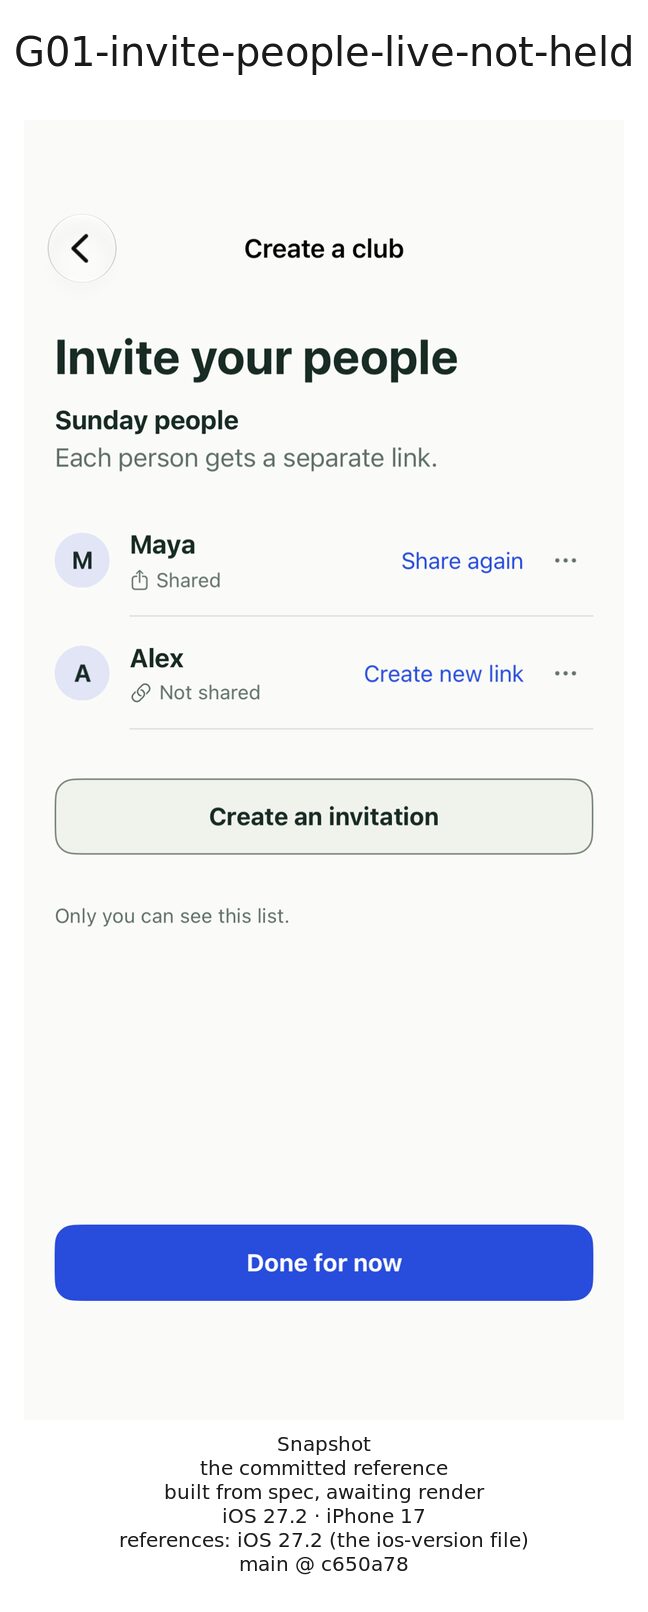 G01-invite-people-live-not-held
Create a club
Invite your people
Sunday people
Each person gets a separate link.
M
Maya
Shared
Share again
A
Alex
Not shared
Create new link
Create an invitation
Only you can see this list.
Done for now
Snapshot
the committed reference
built from spec, awaiting render
iOS 27.2 · iPhone 17
references: iOS 27.2 (the ios-version file)
main @ c650a78